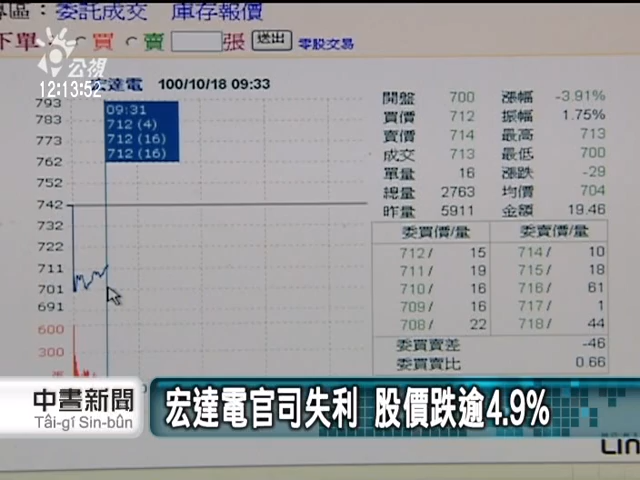 專區：委託成交 庫存報價
下單：買 賣 張 送出 零股交易
公視
12:13:52
宏達電 100/10/18 09:33
793
783
773
762
752
742
732
722
711
701
691
600
300
09:31
712 (4)
712 (16)
712 (16)
開盤 700 漲幅 -3.91%
買價 712 振幅 1.75%
賣價 714 最高 713
成交 713 最低 700
單量 16 漲跌 -29
總量 2763 均價 704
昨量 5911 金額 19.46
委買價/量 委賣價/量
712/ 15 714/ 10
711/ 19 715/ 18
710/ 16 716/ 61
709/ 16 717/ 1
708/ 22 718/ 44
委買賣差 -46
委買賣比 0.66
中晝新聞
Tâi-gí Sin-bûn
宏達電官司失利 股價跌逾4.9%
LIN